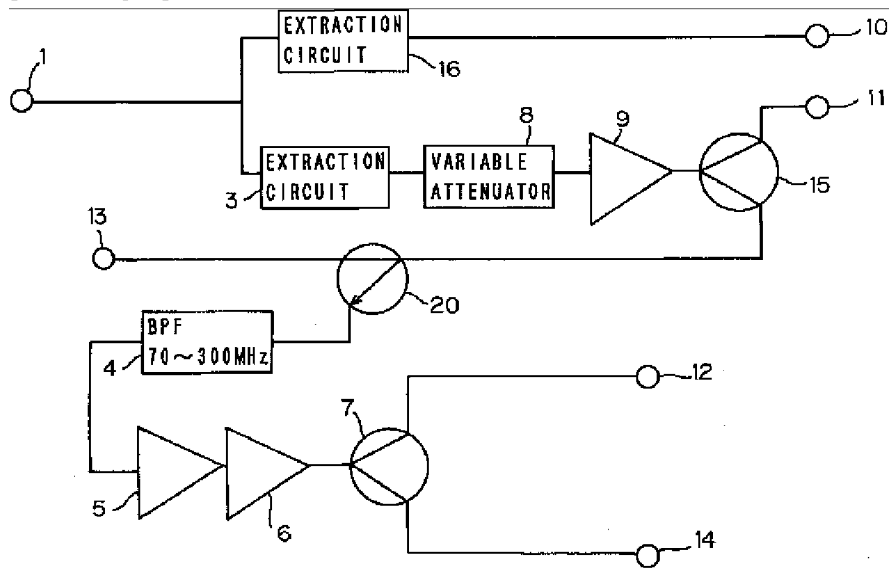 EXTRACTION
CIRCUIT
16
10
1
11
8
9
EXTRACTION
CIRCUIT
3
VARIABLE
ATTENUATOR
15
13
20
BPF
70～300MHz
4
12
7
5
6
14